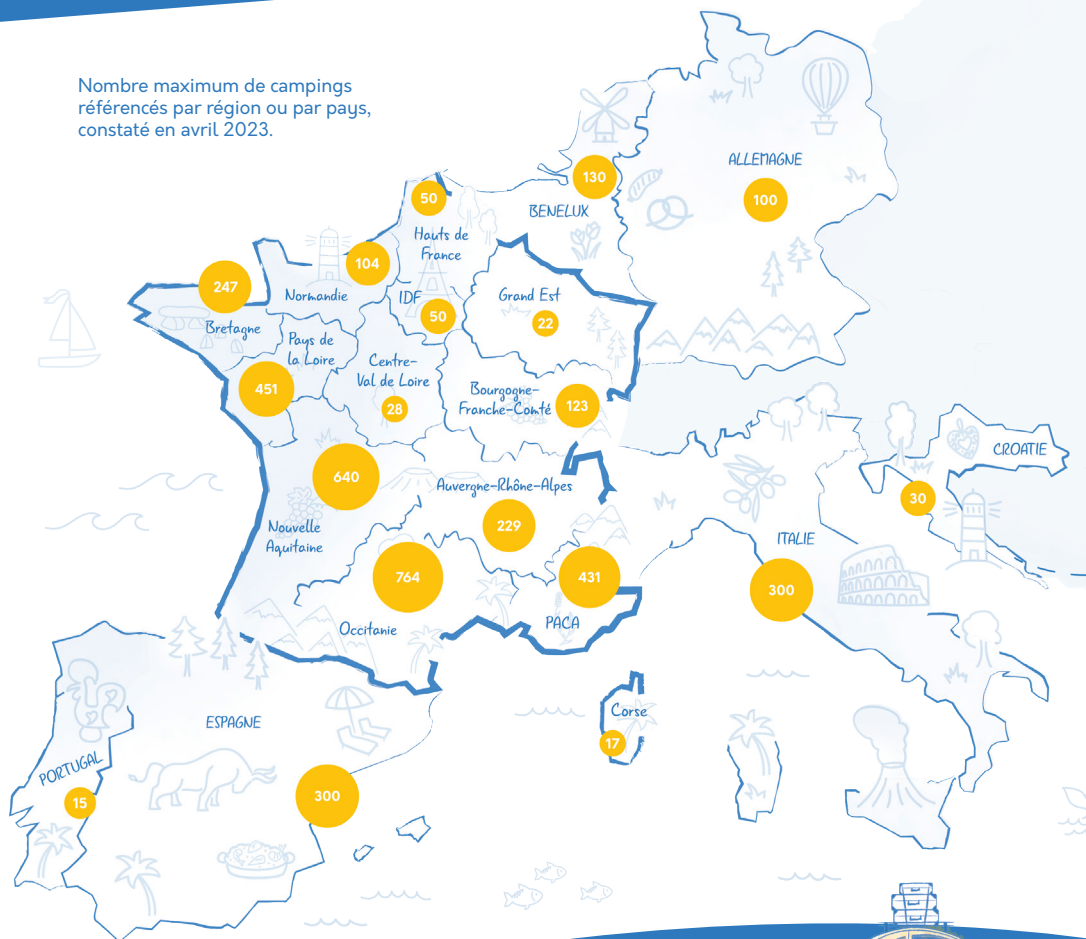 Nombre maximum de campings
référencés par région ou par pays,
constaté en avril 2023.
ALLEMAGNE
100
130
BENELUX
50
Hauts de
France
104
Normandie
247
Bretagne
IDF
50
Grand Est
22
Pays de
la Loire
451
Centre-
Val de Loire
28
Bourgogne-
Franche-Comté
123
640
Nouvelle
Aquitaine
Auvergne-Rhône-Alpes
229
764
Occitanie
431
PACA
CROATIE
30
ITALIE
300
Corse
17
ESPAGNE
300
PORTUGAL
15